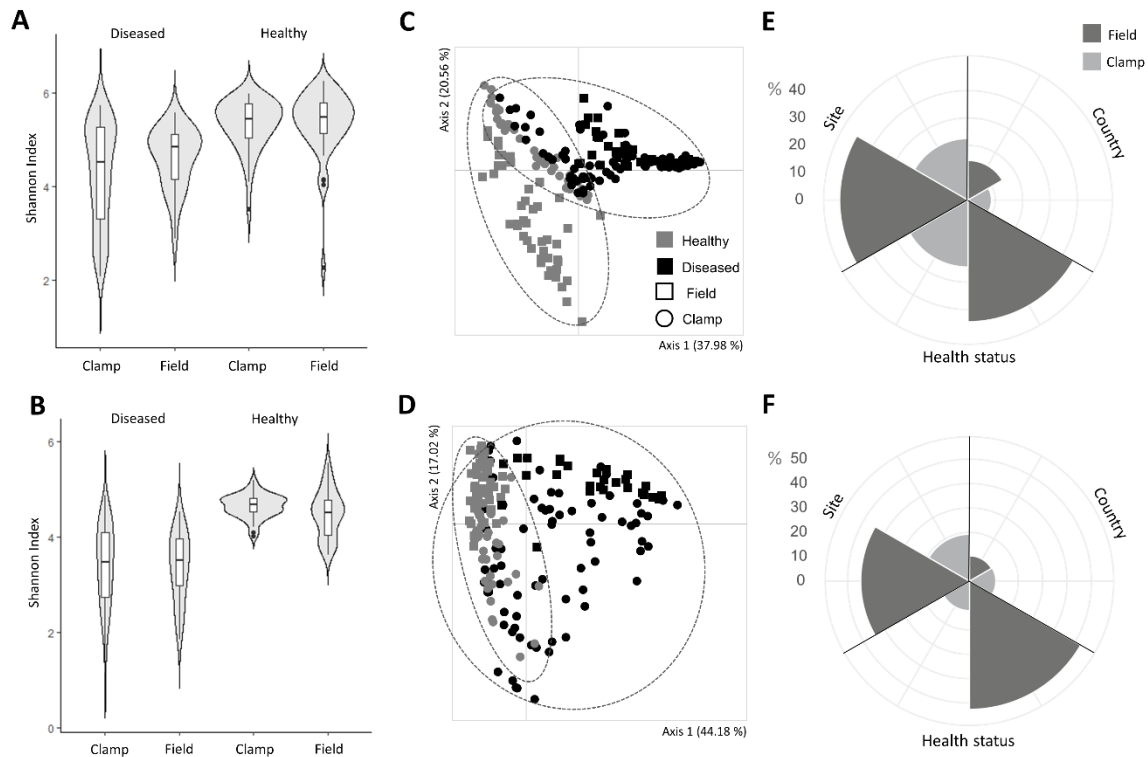 A
Diseased
Healthy
6
4
2
Shannon Index
Clamp
Field
Clamp
Field
B
Diseased
Healthy
6
4
2
0
Shannon Index
Clamp
Field
Clamp
Field
C
Axis 2 (20.56 %)
Healthy
Diseased
Field
Clamp
Axis 1 (37.98 %)
D
Axis 2 (17.02 %)
Axis 1 (44.18 %)
E
Field
Clamp
% 40
30
20
10
0
Site
Country
Health status
F
% 50
40
30
20
10
0
Site
Country
Health status